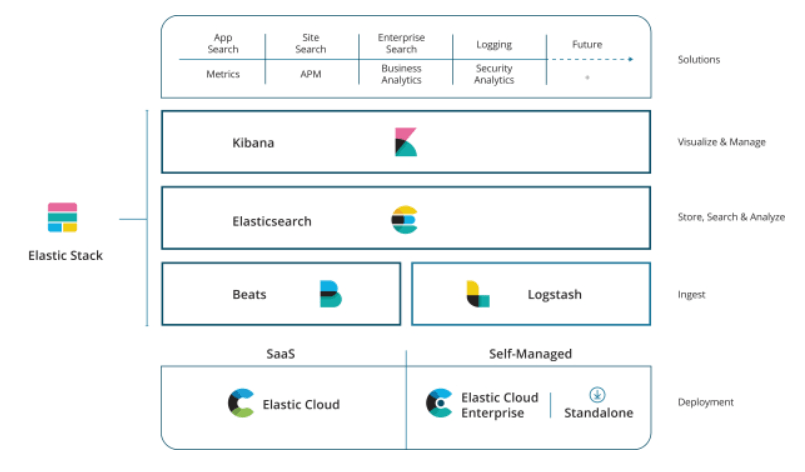 App Search
Site Search
Enterprise Search
Logging
Future
Solutions
Metrics
APM
Business Analytics
Security Analytics
Kibana
Visualize & Manage
Elastic Stack
Elasticsearch
Store, Search & Analyze
Beats
Logstash
Ingest
SaaS
Self-Managed
Elastic Cloud
Elastic Cloud Enterprise
Standalone
Deployment